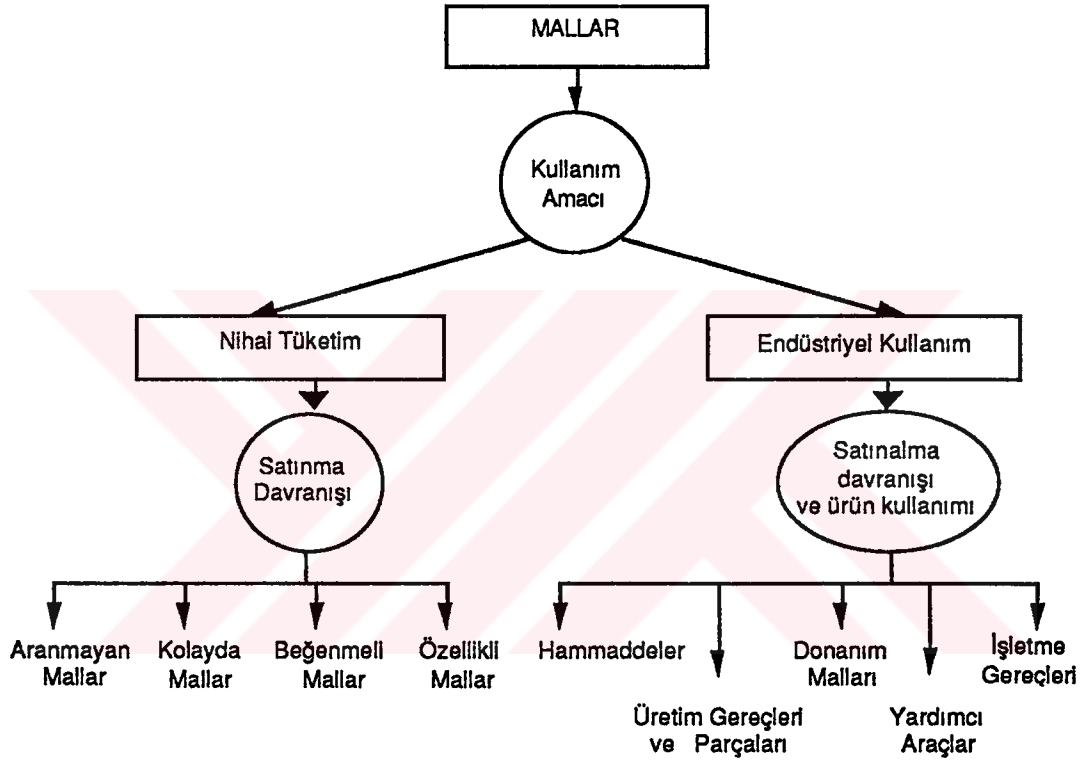 MALLAR
Kullanım
Amacı
Nihai Tüketim
Endüstriyel Kullanım
Satınma
Davranışı
Satınalma
davranışı
ve ürün kullanımı
Aranmayan
Mallar
Kolayda
Mallar
Beğenmeli
Mallar
Özellikli
Mallar
Hammaddeler
Üretim Gereçleri
ve Parçaları
Donanım
Malları
Yardımcı
Araçlar
İşletme
Gereçleri